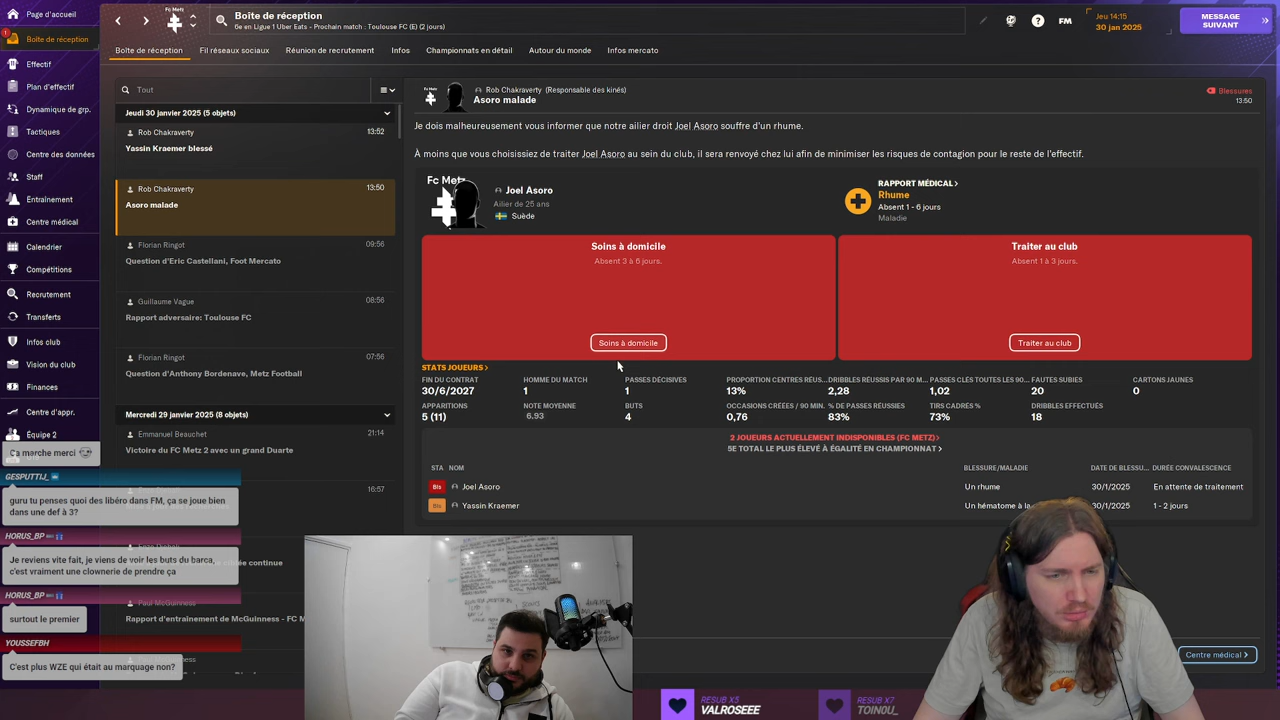 Page d'accueil
Boîte de réception
Effectif
Plan d'effectif
Dynamique de grp.
Tactiques
Centre des données
Staff
Entraînement
Centre médical
Calendrier
Compétitions
Recrutement
Transferts
Infos club
Vision du club
Finances
Centre d'appr.
Équipe 2
Fc Metz
Boîte de réception
6e en Ligne 1 Uber Eats - Prochain match : Toulouse FC (E) (2 jours)
FM
Jeu 14:15
30 jan 2025
MESSAGE SUIVANT
Boîte de réception
Fil réseaux sociaux
Réunion de recrutement
Infos
Championnats en détail
Autour du monde
Infos mercato
Tout
Jeudi 30 janvier 2025 (5 objets)
Rob Chakraverty 13:52
Yassin Kraemer blessé
Rob Chakraverty 13:50
Asoro malade
Florian Ringot 09:56
Question d'Eric Castellani, Foot Mercato
Guillaume Vague 08:56
Rapport adversaire: Toulouse FC
Florian Ringot 07:56
Question d'Anthony Bordenave, Metz Football
Mercredi 29 janvier 2025 (8 objets)
Emmanuel Beauchet 21:14
Victoire du FC Metz 2 avec un grand Duarte
16:57
continue
Paul McGuinness
Rapport d'entraînement de McGuinness - FC M
Fc Metz
Rob Chakraverty (Responsable des kinés)
Asoro malade
Blessures
13:50
Je dois malheureusement vous informer que notre ailier droit Joel Asoro souffre d'un rhume.
À moins que vous choisissiez de traiter Joel Asoro au sein du club, il sera renvoyé chez lui afin de minimiser les risques de contagion pour le reste de l'effectif.
Fc Metz
Joel Asoro
Ailier de 25 ans
Suède
RAPPORT MÉDICAL
Rhume
Absent 1 - 6 jours
Maladie
Soins à domicile
Absent 3 à 6 jours.
Soins à domicile
Traiter au club
Absent 1 à 3 jours.
Traiter au club
STATS JOUEURS
FIN DU CONTRAT HOMME DU MATCH PASSES DÉCISIVES PROPORTION CENTRES RÉUS... DRIBBLES RÉUSSIS PAR 90 M... PASSES CLÉS TOUTES LES 90... FAUTES SUBIES CARTONS JAUNES
30/6/2027 1 1 13% 2,28 1,02 20 0
APPARITIONS NOTE MOYENNE BUTS OCCASIONS CRÉÉES / 90 MIN. % DE PASSES RÉUSSIES TIRS CADRÉS % DRIBBLES EFFECTUÉS
5 (11) 6.93 4 0,76 83% 73% 18
2 JOUEURS ACTUELLEMENT INDISPONIBLES (FC METZ)
5E TOTAL LE PLUS ÉLEVÉ À ÉGALITÉ EN CHAMPIONNAT
STA NOM BLESSURE/MALADIE DATE DE BLESSU... DURÉE CONVALESCENCE
Bls Joel Asoro Un rhume 30/1/2025 En attente de traitement
Bls Yassin Kraemer Un hématome à la 30/1/2025 1 - 2 jours
Centre médical
Ça marche merci
GESPUTTIJ_
guru tu penses quoi des libéro dans FM, ça se joue bien
dans une def à 3?
HORUS_BP
Je reviens vite fait, je viens de voir les buts du barca,
c'est vraiment une clownerie de prendre ça
HORUS_BP
surtout le premier
YOUSSEFBH
C'est plus WZE qui était au marquage non?
RESUB X5
VALROSEEE
RESUB X7
TOIN0U_